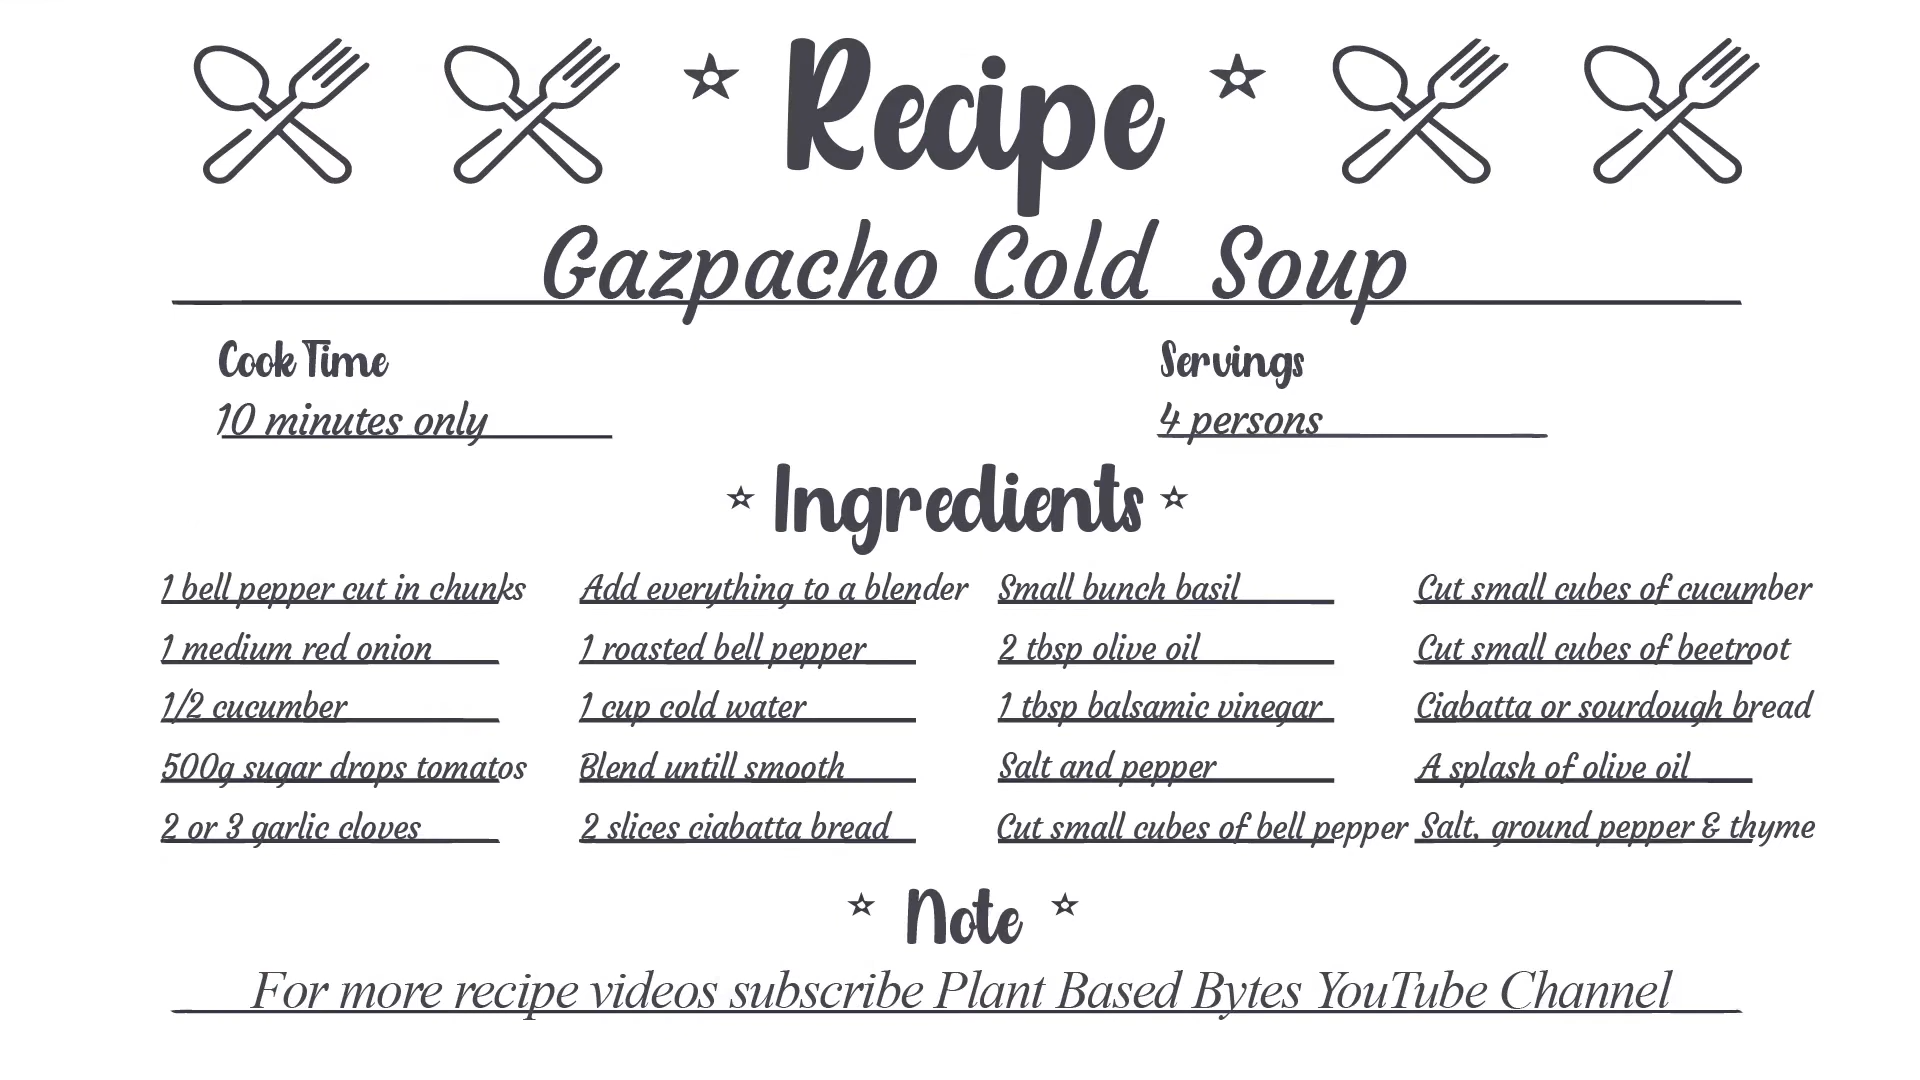 Recipe
Gazpacho Cold Soup
Cook Time
10 minutes only
Servings
4 persons
Ingredients
1 bell pepper cut in chunks
1 medium red onion
1/2 cucumber
500g sugar drops tomatos
2 or 3 garlic cloves
Add everything to a blender
1 roasted bell pepper
1 cup cold water
Blend untill smooth
2 slices ciabatta bread
Small bunch basil
2 tbsp olive oil
1 tbsp balsamic vinegar
Salt and pepper
Cut small cubes of bell pepper
Cut small cubes of cucumber
Cut small cubes of beetroot
Ciabatta or sourdough bread
A splash of olive oil
Salt, ground pepper & thyme
Note
For more recipe videos subscribe Plant Based Bytes YouTube Channel